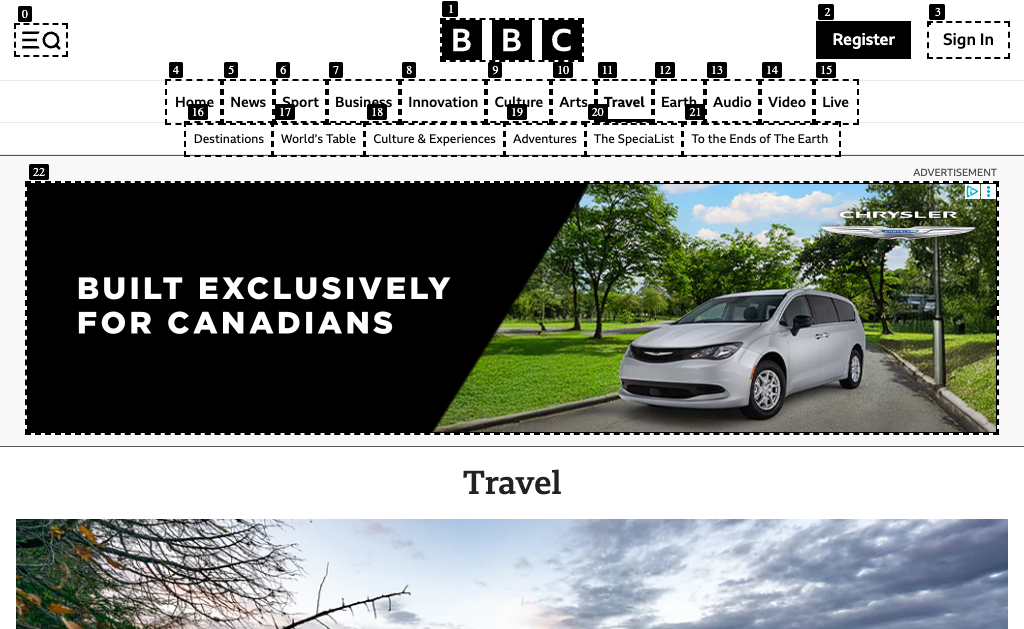 0
1
2
3
BBC
Register
Sign In
4
5
6
7
8
9
10
11
12
13
14
15
Home
News
Sport
Business
Innovation
Culture
Arts
Travel
Earth
Audio
Video
Live
16
17
18
19
20
21
Destinations
World's Table
Culture & Experiences
Adventures
The SpeciaList
To the Ends of The Earth
22
ADVERTISEMENT
CHRYSLER
BUILT EXCLUSIVELY
FOR CANADIANS
Travel